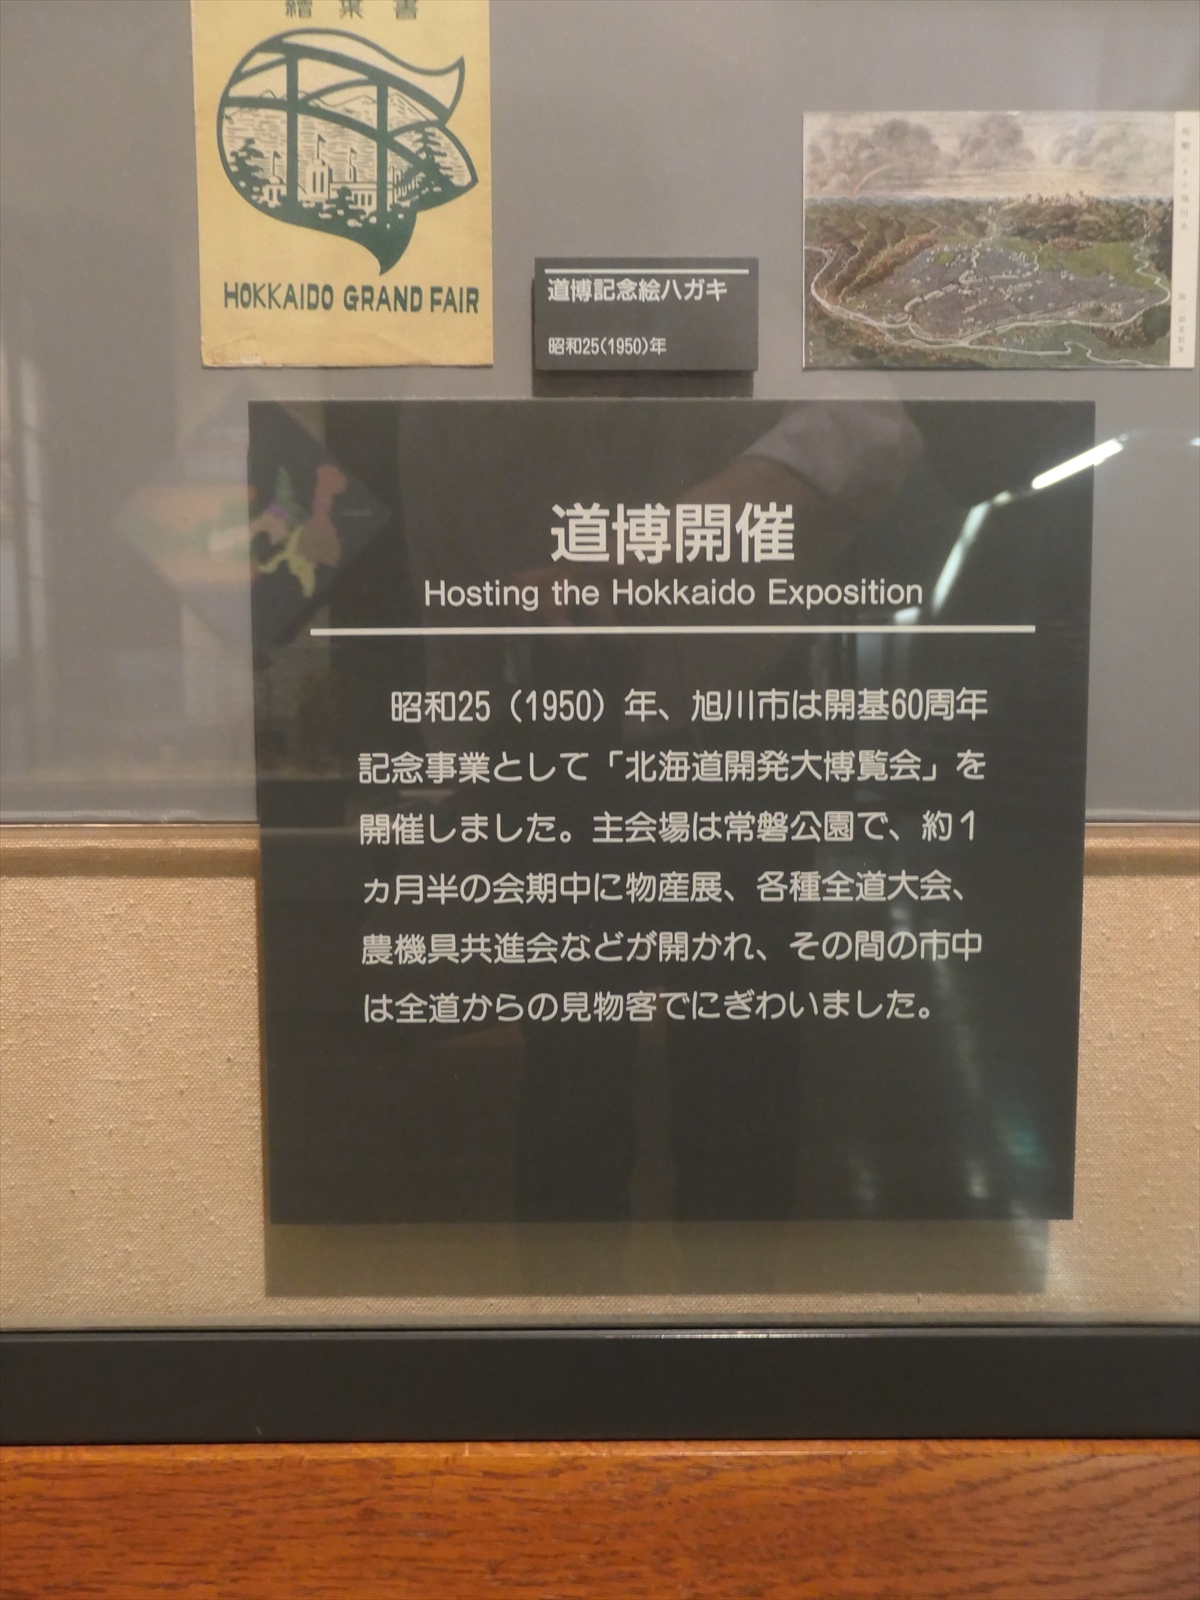 繪葉書
HOKKAIDO GRAND FAIR
道博記念絵ハガキ
昭和25(1950)年
道博開催
Hosting the Hokkaido Exposition
昭和25(1950)年、旭川市は開基60周年
記念事業として「北海道開発大博覧会」を
開催しました。主会場は常磐公園で、約1
ヵ月半の会期中に物産展、各種全道大会、
農機具共進会などが開かれ、その間の市中
は全道からの見物客でにぎわいました。